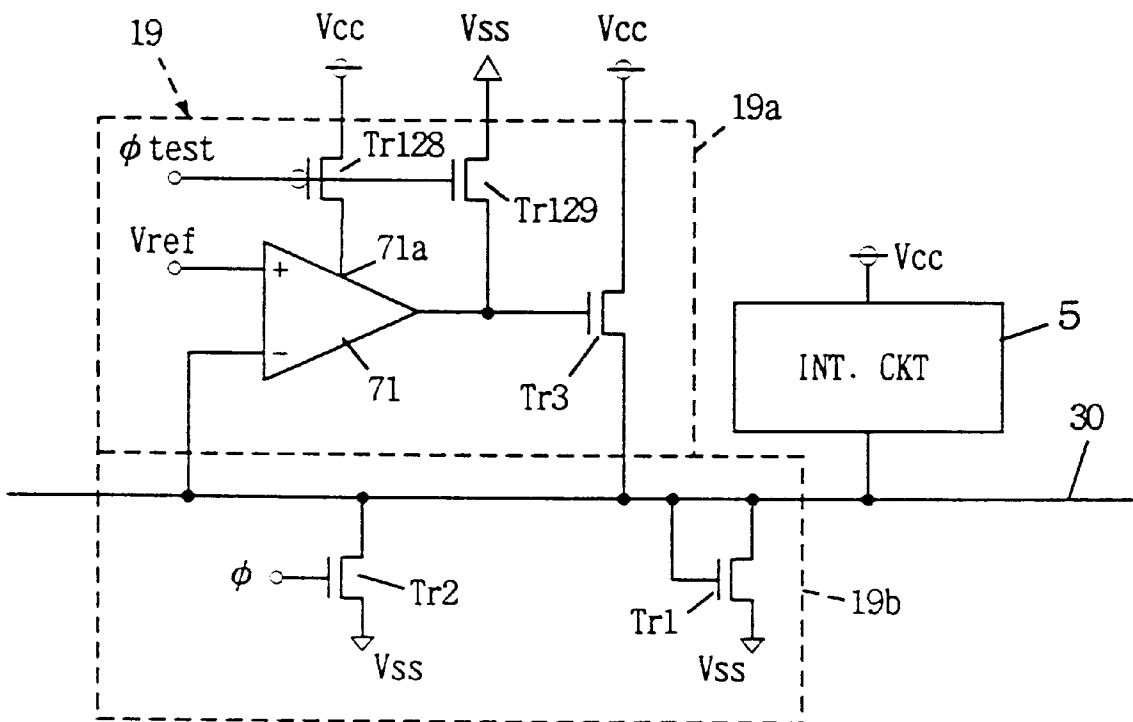 19
Vcc
Vss
Vcc
19a
φ test
Tr128
Tr129
Vref
71a
+
-
71
Tr3
Vcc
5
INT. CKT
30
φ
Tr2
Tr1
19b
Vss
Vss